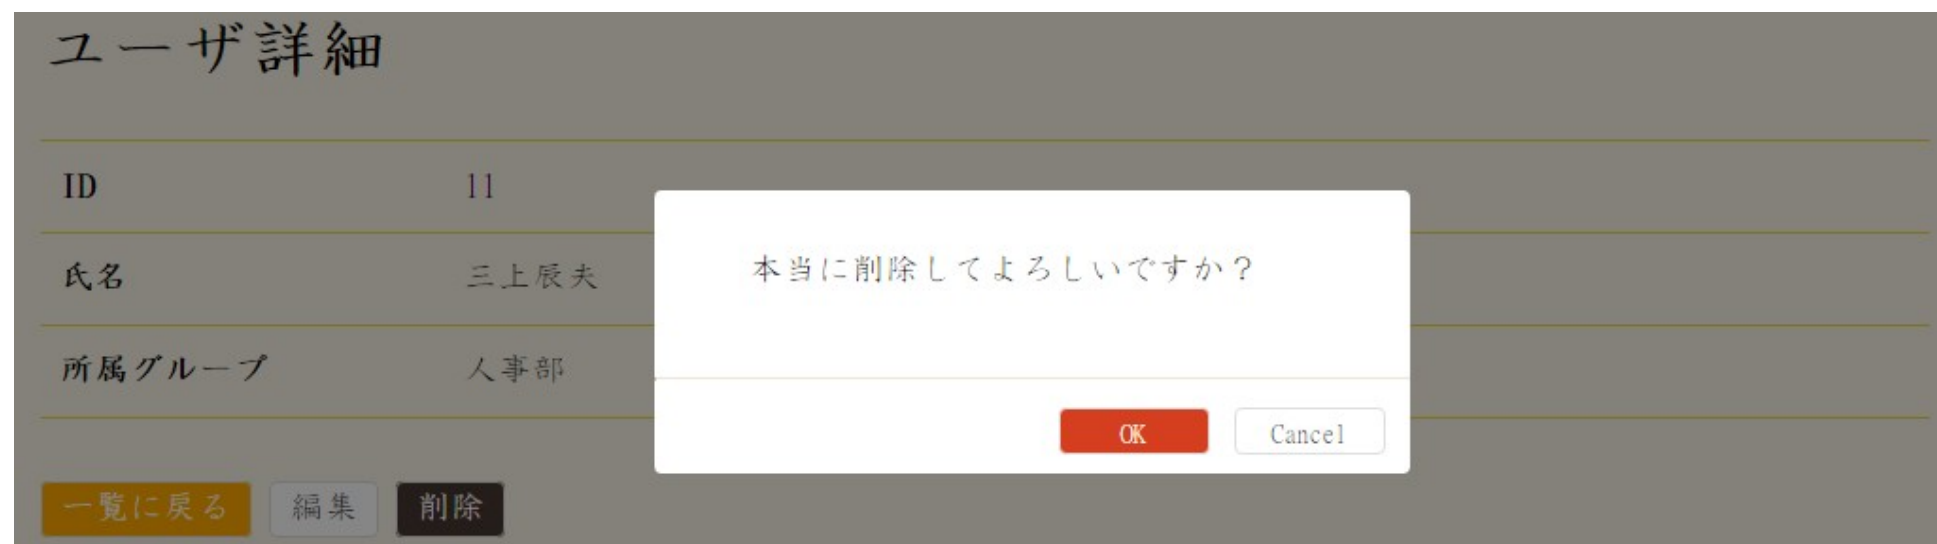 ユーザ詳細
ID 11
氏名 三上辰夫
所属グループ 人事部
本当に削除してよろしいですか？
OK Cancel
一覧に戻る 編集 削除